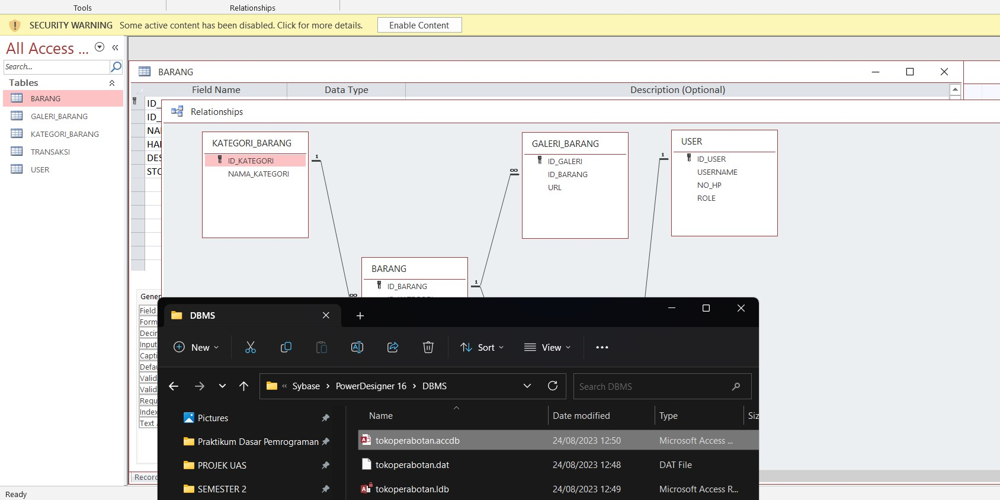 Tools
Relationships
SECURITY WARNING Some active content has been disabled. Click for more details. Enable Content
All Access ...
Search...
Tables
BARANG
GALERI_BARANG
KATEGORI_BARANG
TRANSAKSI
USER
BARANG
Field Name Data Type Description (Optional)
ID_
ID_
NA
HA
DES
STO
Relationships
KATEGORI_BARANG
ID_KATEGORI
NAMA_KATEGORI
1
∞
GALERI_BARANG
ID_GALERI
ID_BARANG
URL
∞
1
USER
ID_USER
USERNAME
NO_HP
ROLE
1
BARANG
ID_BARANG
Gener
Field
Form
Decin
Input
Capti
Defau
Valid
Valid
Requ
Index
Text
Record
Ready
DBMS
New
Sort
View
« Sybase > PowerDesigner 16 > DBMS
Search DBMS
Pictures
Praktikum Dasar Pemrograman
PROJEK UAS
SEMESTER 2
Name Date modified Type Siz
tokoperabotan.accdb 24/08/2023 12:50 Microsoft Access ...
tokoperabotan.dat 24/08/2023 12:48 DAT File
tokoperabotan.ldb 24/08/2023 12:49 Microsoft Access R...